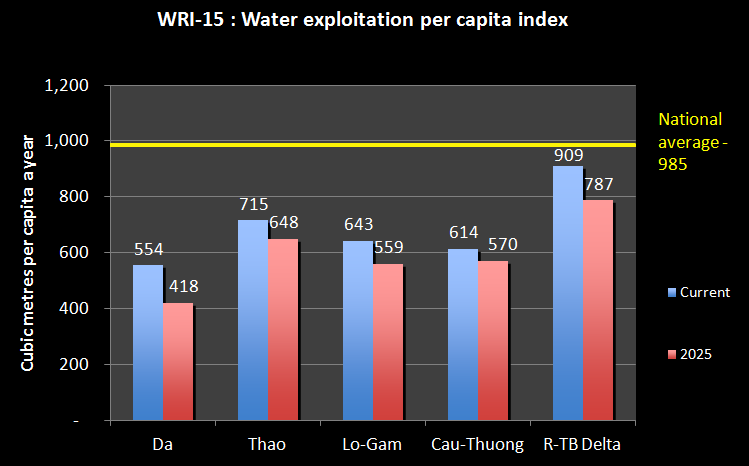 WRI-15 : Water exploitation per capita index
Cubic metres per capita a year
1,200
1,000
800
600
400
200
-
National
average -
985
554
418
715
648
643
559
614
570
909
787
Da
Thao
Lo-Gam
Cau-Thuong
R-TB Delta
Current
2025